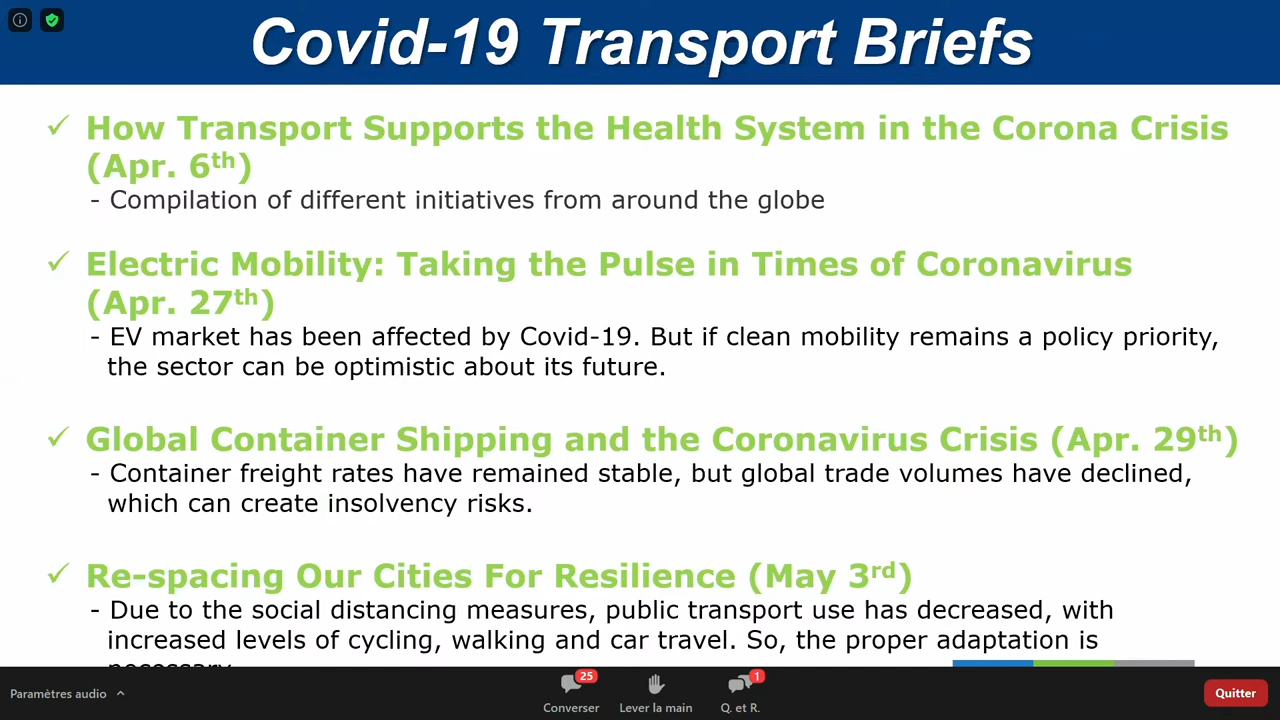 Covid-19 Transport Briefs
✓ How Transport Supports the Health System in the Corona Crisis
(Apr. 6th)
- Compilation of different initiatives from around the globe
✓ Electric Mobility: Taking the Pulse in Times of Coronavirus
(Apr. 27th)
- EV market has been affected by Covid-19. But if clean mobility remains a policy priority,
the sector can be optimistic about its future.
✓ Global Container Shipping and the Coronavirus Crisis (Apr. 29th)
- Container freight rates have remained stable, but global trade volumes have declined,
which can create insolvency risks.
✓ Re-spacing Our Cities For Resilience (May 3rd)
- Due to the social distancing measures, public transport use has decreased, with
increased levels of cycling, walking and car travel. So, the proper adaptation is
necessary
25
1
Paramètres audio
Converser
Lever la main
Q. et R.
Quitter